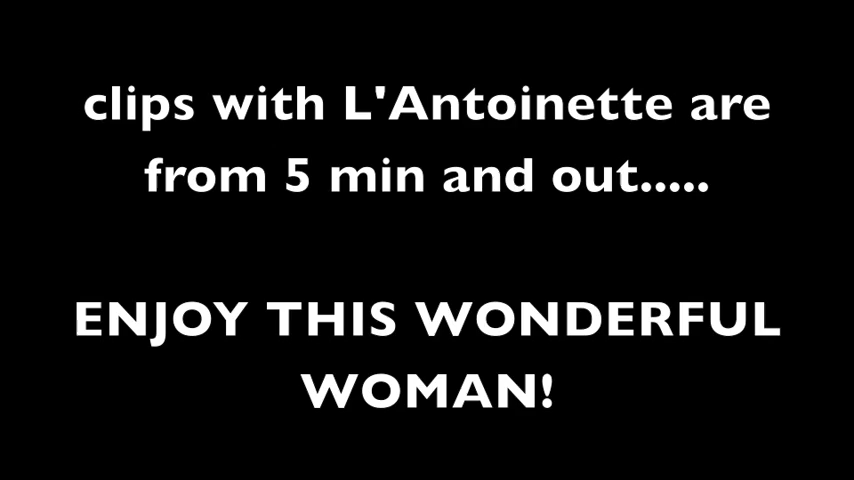 clips with L'Antoinette are
from 5 min and out.....
ENJOY THIS WONDERFUL
WOMAN!